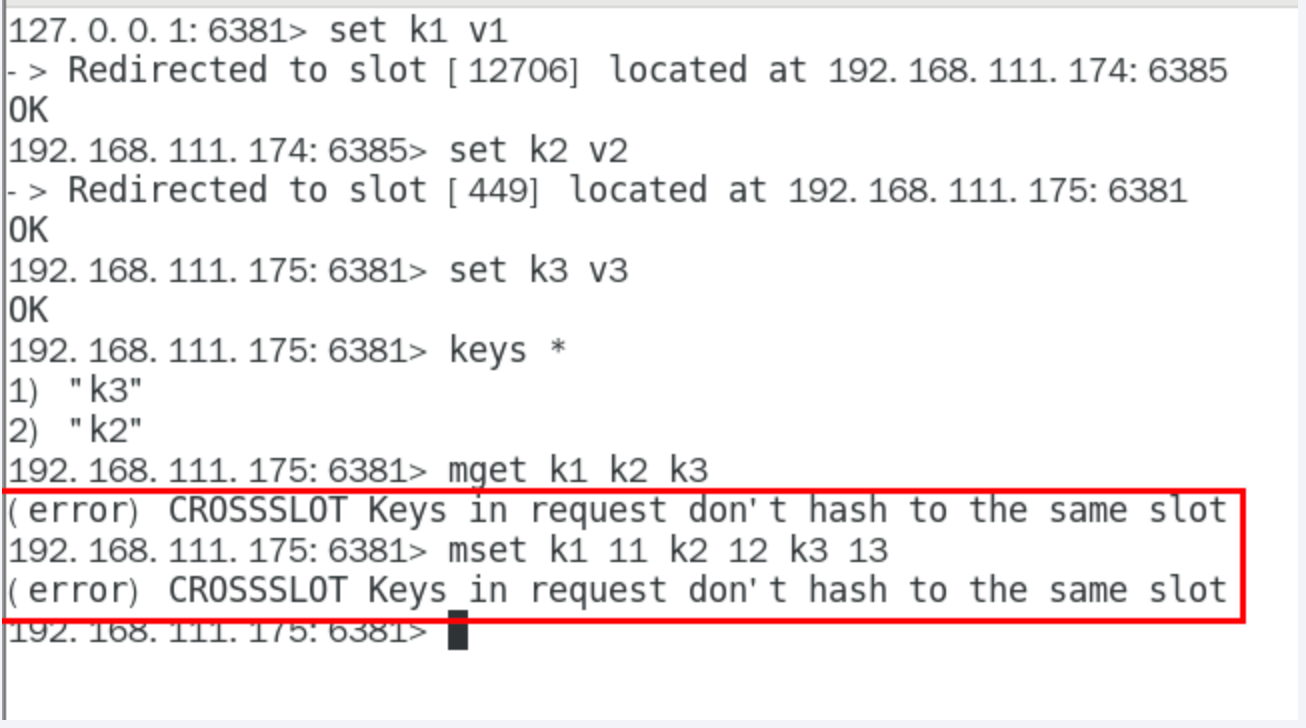 127.0.0.1:6381> set k1 v1
-> Redirected to slot [12706] located at 192.168.111.174:6385
OK
192.168.111.174:6385> set k2 v2
-> Redirected to slot [449] located at 192.168.111.175:6381
OK
192.168.111.175:6381> set k3 v3
OK
192.168.111.175:6381> keys *
1) "k3"
2) "k2"
192.168.111.175:6381> mget k1 k2 k3
(error) CROSSSLOT Keys in request don't hash to the same slot
192.168.111.175:6381> mset k1 11 k2 12 k3 13
(error) CROSSSLOT Keys in request don't hash to the same slot
192.168.111.175:6381>